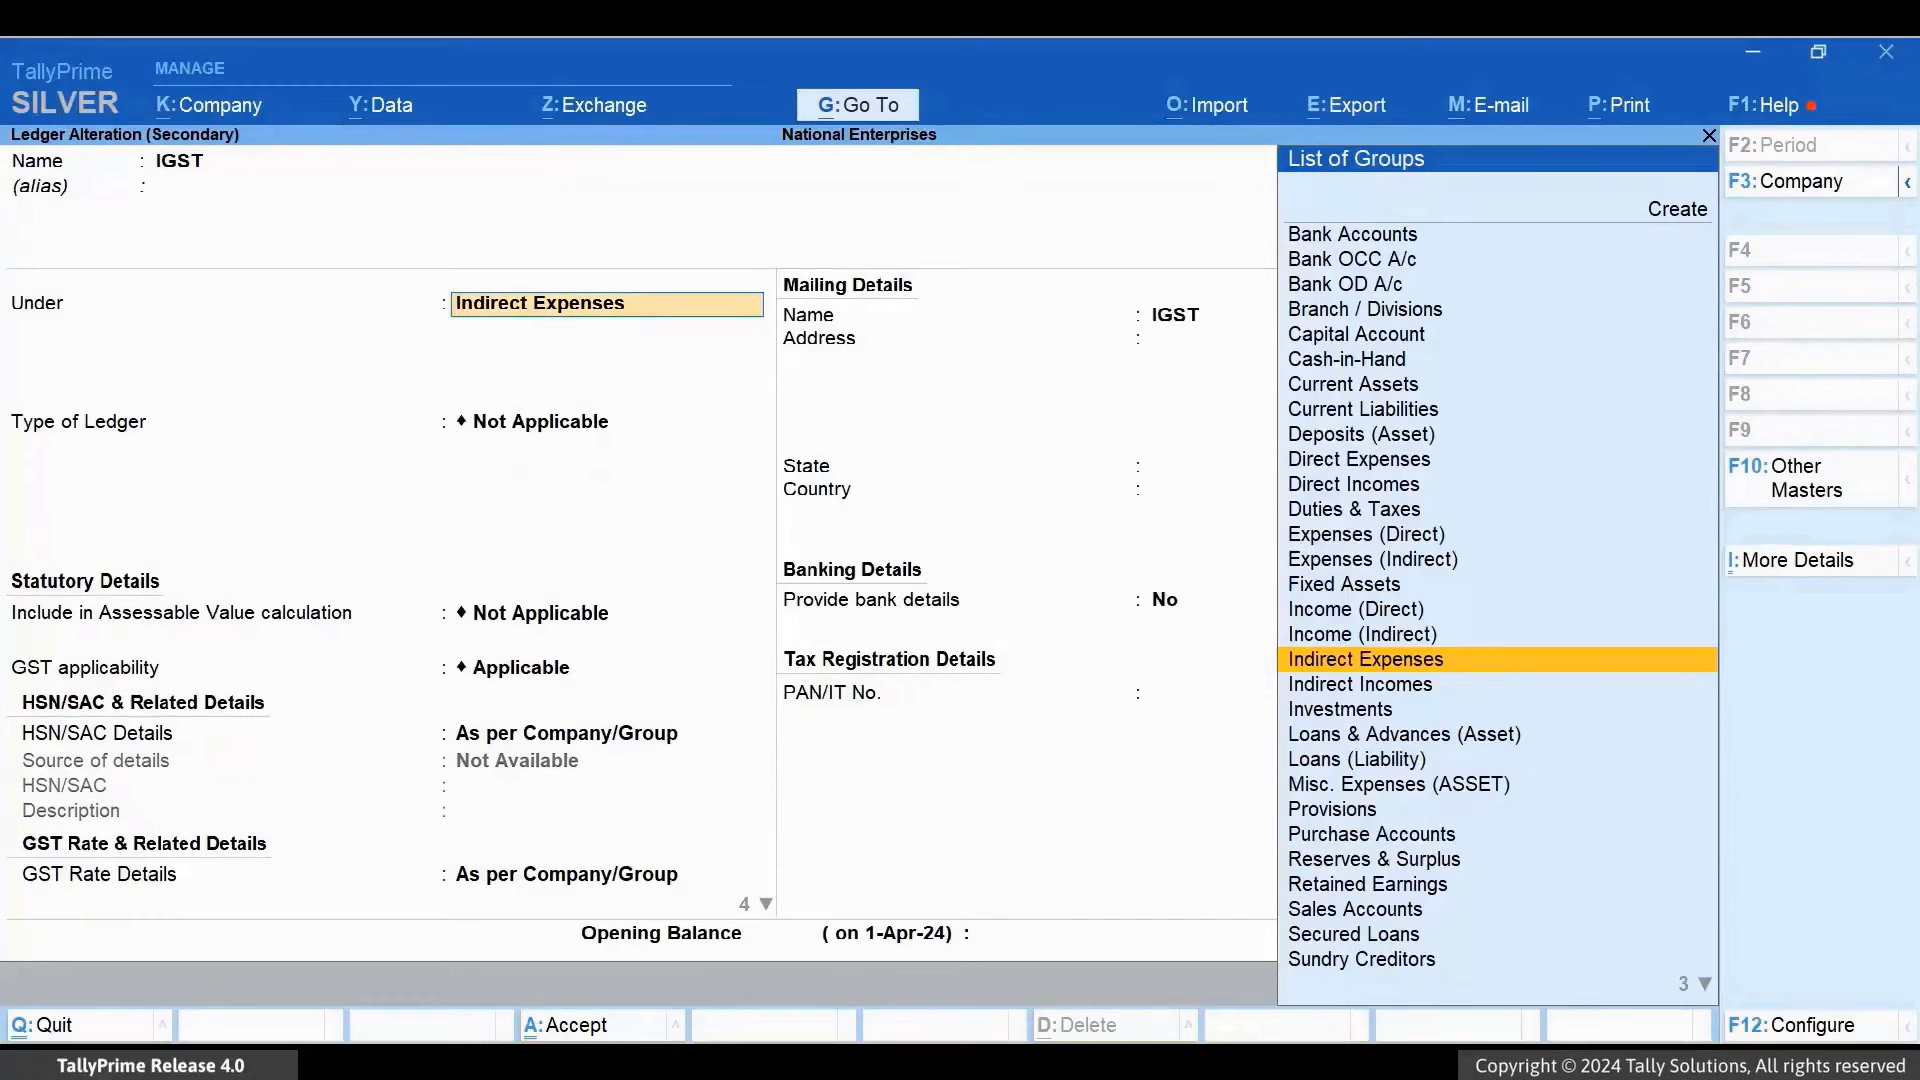 TallyPrime
SILVER
MANAGE
K: Company
Y: Data
Z: Exchange
G: Go To
O: Import
E: Export
M: E-mail
P: Print
F1: Help
Ledger Alteration (Secondary)
National Enterprises
Name : IGST
(alias) :
Under : Indirect Expenses
Type of Ledger : ♦ Not Applicable
Statutory Details
Include in Assessable Value calculation : ♦ Not Applicable
GST applicability : ♦ Applicable
HSN/SAC & Related Details
HSN/SAC Details : As per Company/Group
Source of details : Not Available
HSN/SAC :
Description :
GST Rate & Related Details
GST Rate Details : As per Company/Group
4 ▼
Mailing Details
Name : IGST
Address :
State :
Country :
Banking Details
Provide bank details : No
Tax Registration Details
PAN/IT No. :
Opening Balance ( on 1-Apr-24) :
List of Groups
Create
Bank Accounts
Bank OCC A/c
Bank OD A/c
Branch / Divisions
Capital Account
Cash-in-Hand
Current Assets
Current Liabilities
Deposits (Asset)
Direct Expenses
Direct Incomes
Duties & Taxes
Expenses (Direct)
Expenses (Indirect)
Fixed Assets
Income (Direct)
Income (Indirect)
Indirect Expenses
Indirect Incomes
Investments
Loans & Advances (Asset)
Loans (Liability)
Misc. Expenses (ASSET)
Provisions
Purchase Accounts
Reserves & Surplus
Retained Earnings
Sales Accounts
Secured Loans
Sundry Creditors
3 ▼
F2: Period
F3: Company
F4
F5
F6
F7
F8
F9
F10: Other
Masters
I: More Details
F12: Configure
Q: Quit
A: Accept
D: Delete
TallyPrime Release 4.0
Copyright © 2024 Tally Solutions, All rights reserved